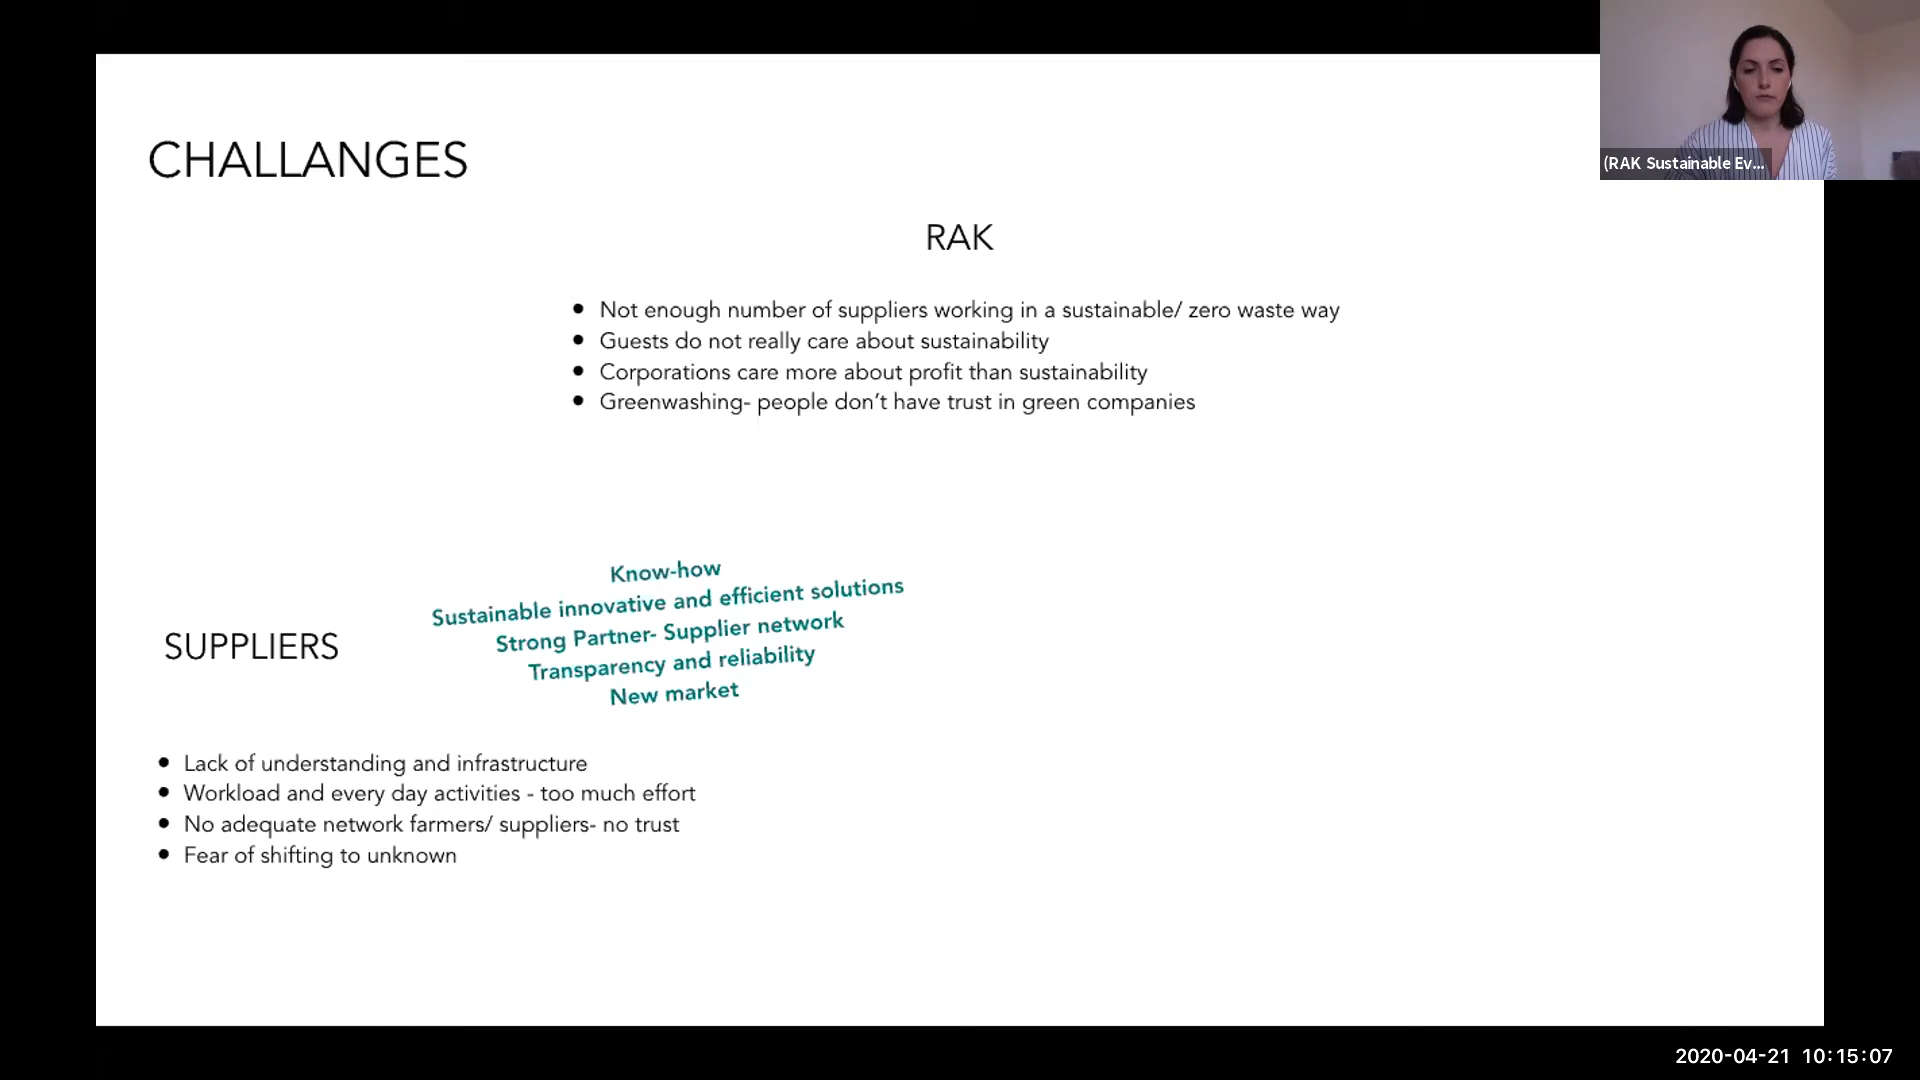 CHALLANGES
(RAK Sustainable Ev...
RAK
• Not enough number of suppliers working in a sustainable/ zero waste way
• Guests do not really care about sustainability
• Corporations care more about profit than sustainability
• Greenwashing- people don’t have trust in green companies
Know-how
Sustainable innovative and efficient solutions
Strong Partner- Supplier network
Transparency and reliability
New market
SUPPLIERS
• Lack of understanding and infrastructure
• Workload and every day activities - too much effort
• No adequate network farmers/ suppliers- no trust
• Fear of shifting to unknown
2020-04-21 10:15:07